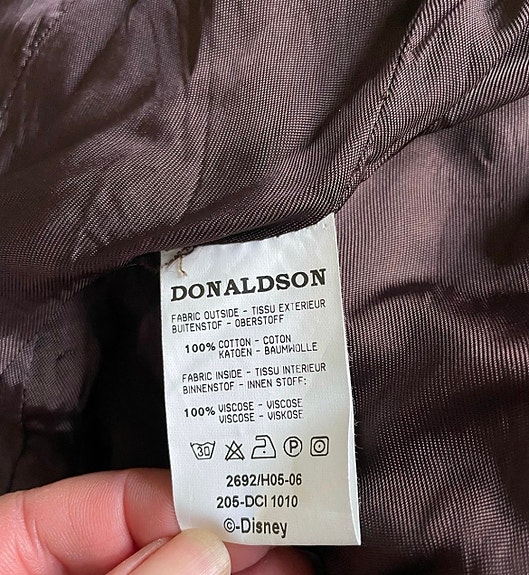 DONALDSON
FABRIC OUTSIDE - TISSU EXTERIEUR
BUITENSTOF - OBERSTOFF
100% COTTON - COTON
KATOEN - BAUMWOLLE
FABRIC INSIDE - TISSU INTERIEUR
BINNENSTOF - INNEN STOFF:
100% VISCOSE - VISCOSE
VISCOSE - VISKOSE
30 P
2692/H05-06
205-DCI 1010
©-Disney